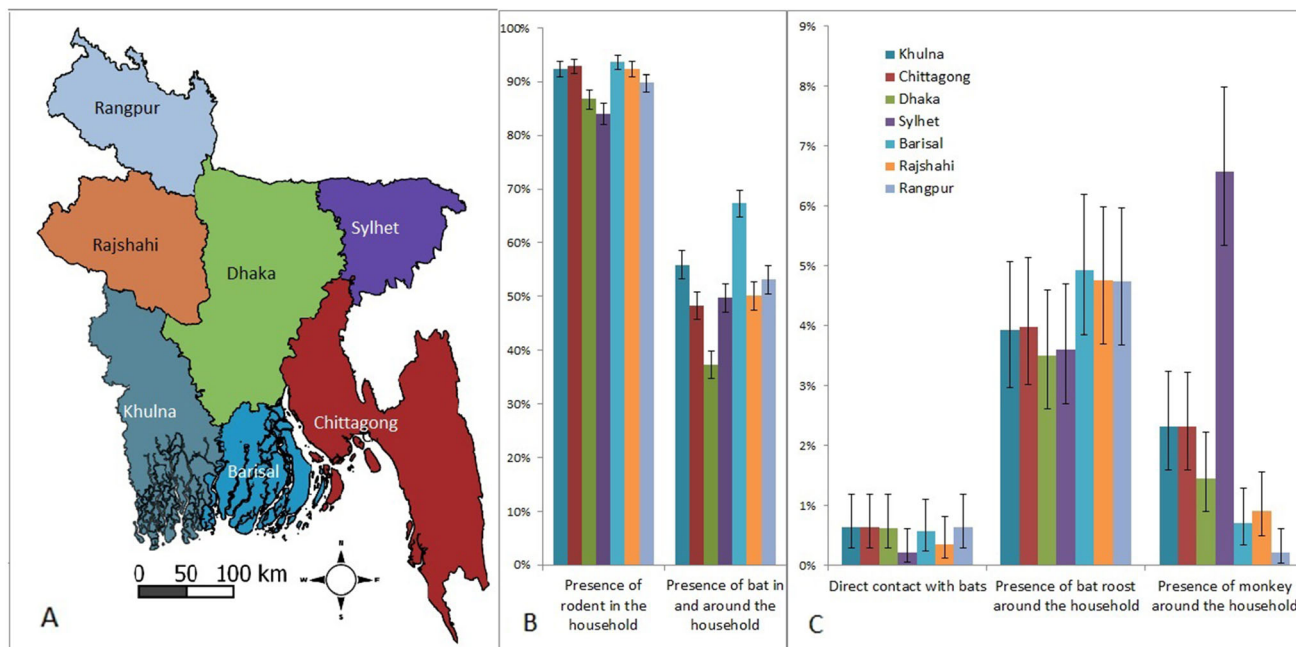 Rangpur
Rajshahi
Dhaka
Sylhet
Khulna
Barisal
Chittagong
0 50 100 km
N
W
E
S
A
100%
90%
80%
70%
60%
50%
40%
30%
20%
10%
0%
Presence of
rodent in the
household
Presence of bat in
and around the
household
B
9%
8%
7%
6%
5%
4%
3%
2%
1%
0%
Khulna
Chittagong
Dhaka
Sylhet
Barisal
Rajshahi
Rangpur
Direct contact with bats
Presence of bat roost
around the household
Presence of monkey
around the household
C